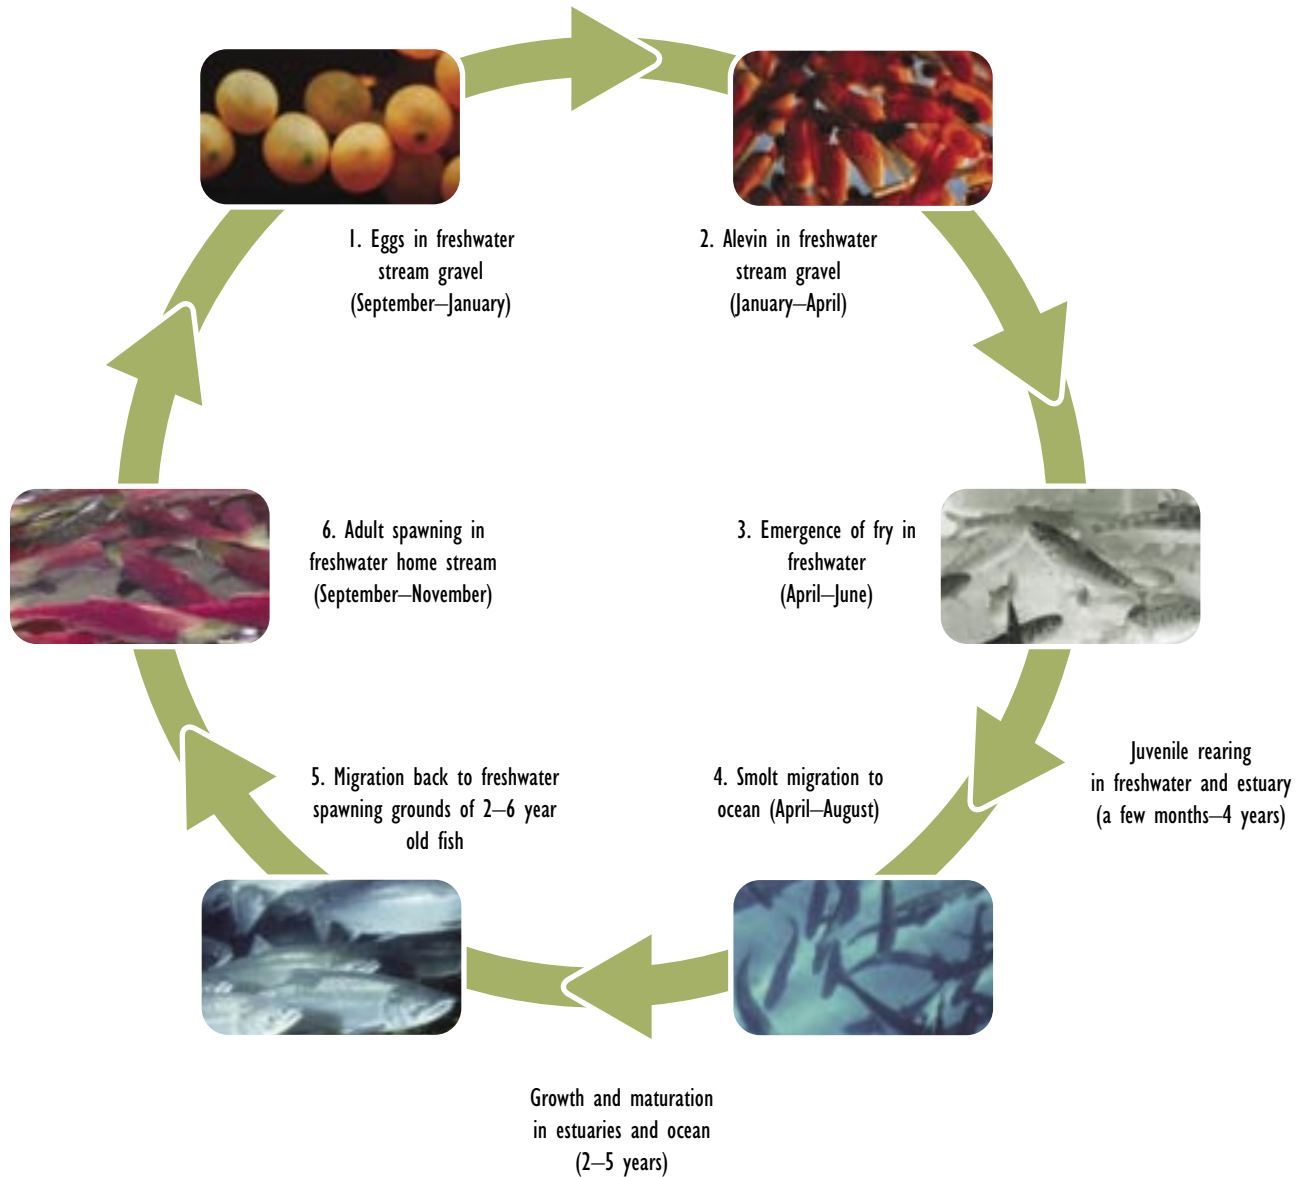 1. Eggs in freshwater
stream gravel
(September–January)
2. Alevin in freshwater
stream gravel
(January–April)
3. Emergence of fry in
freshwater
(April–June)
Juvenile rearing
in freshwater and estuary
(a few months–4 years)
4. Smolt migration to
ocean (April–August)
Growth and maturation
in estuaries and ocean
(2–5 years)
5. Migration back to freshwater
spawning grounds of 2–6 year
old fish
6. Adult spawning in
freshwater home stream
(September–November)